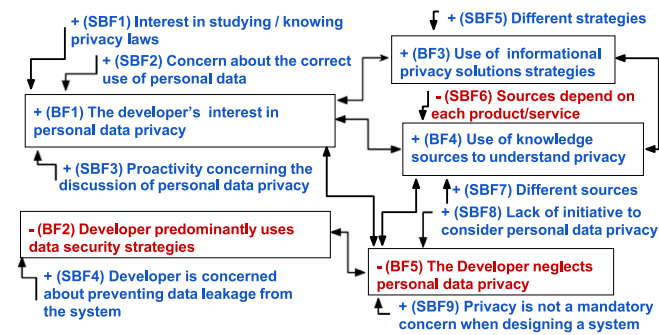 + (SBF1) Interest in studying / knowing
privacy laws
+ (SBF2) Concern about the correct
use of personal data
+ (BF1) The developer's interest in
personal data privacy
+ (SBF3) Proactivity concerning the
discussion of personal data privacy
- (BF2) Developer predominantly uses
data security strategies
+ (SBF4) Developer is concerned
about preventing data leakage from
the system
+ (SBF5) Different strategies
+ (BF3) Use of informational
privacy solutions strategies
- (SBF6) Sources depend on
each product/service
+ (BF4) Use of knowledge
sources to understand privacy
+ (SBF7) Different sources
+ (SBF8) Lack of initiative to
consider personal data privacy
- (BF5) The Developer neglects
personal data privacy
+ (SBF9) Privacy is not a mandatory
concern when designing a system